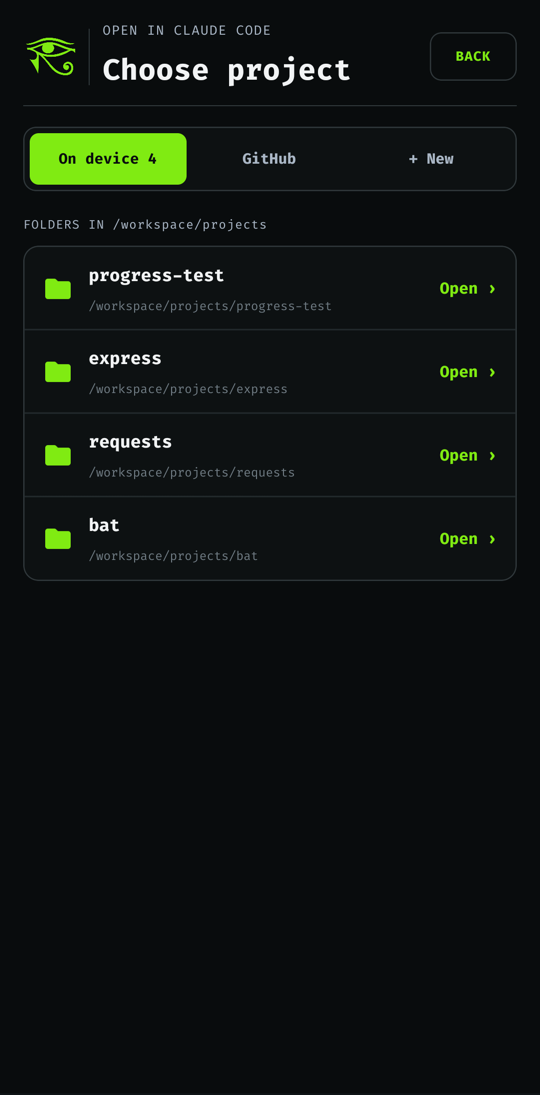 OPEN IN CLAUDE CODE
Choose project
BACK
On device 4
GitHub
+ New
FOLDERS IN /workspace/projects
progress-test
/workspace/projects/progress-test
Open ›
express
/workspace/projects/express
Open ›
requests
/workspace/projects/requests
Open ›
bat
/workspace/projects/bat
Open ›